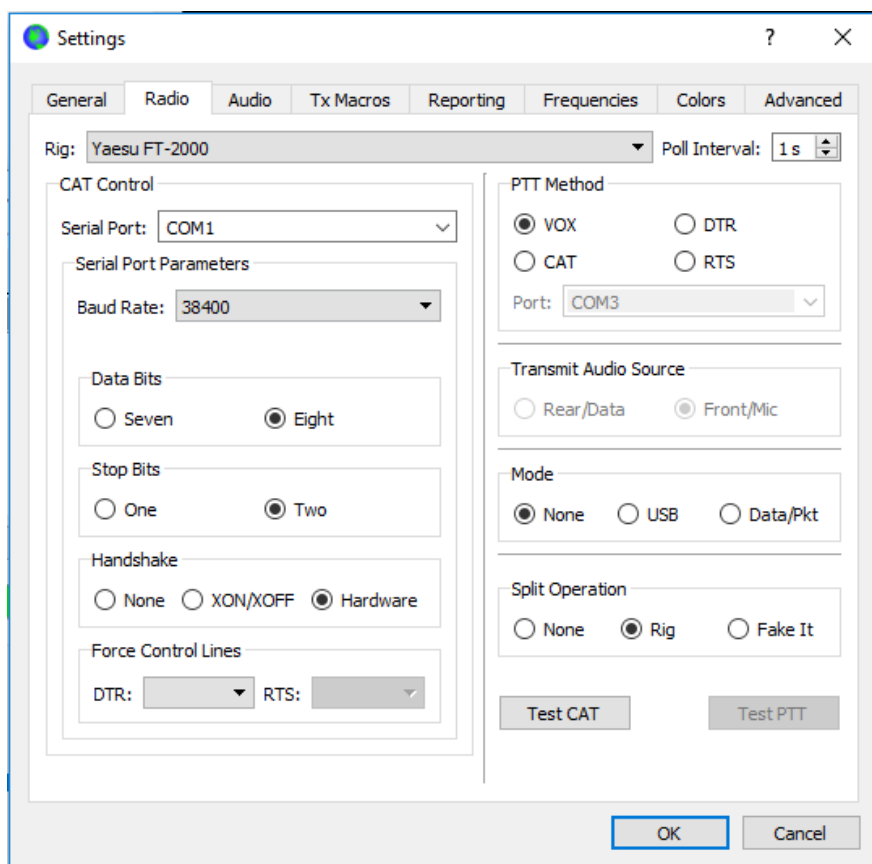 Settings
General Radio Audio Tx Macros Reporting Frequencies Colors Advanced
Rig: Yaesu FT-2000 Poll Interval: 1 s
CAT Control
Serial Port: COM1
Serial Port Parameters
Baud Rate: 38400
Data Bits
Seven Eight
Stop Bits
One Two
Handshake
None XON/XOFF Hardware
Force Control Lines
DTR: RTS:
PTT Method
VOX DTR
CAT RTS
Port: COM3
Transmit Audio Source
Rear/Data Front/Mic
Mode
None USB Data/Pkt
Split Operation
None Rig Fake It
Test CAT Test PTT
OK Cancel